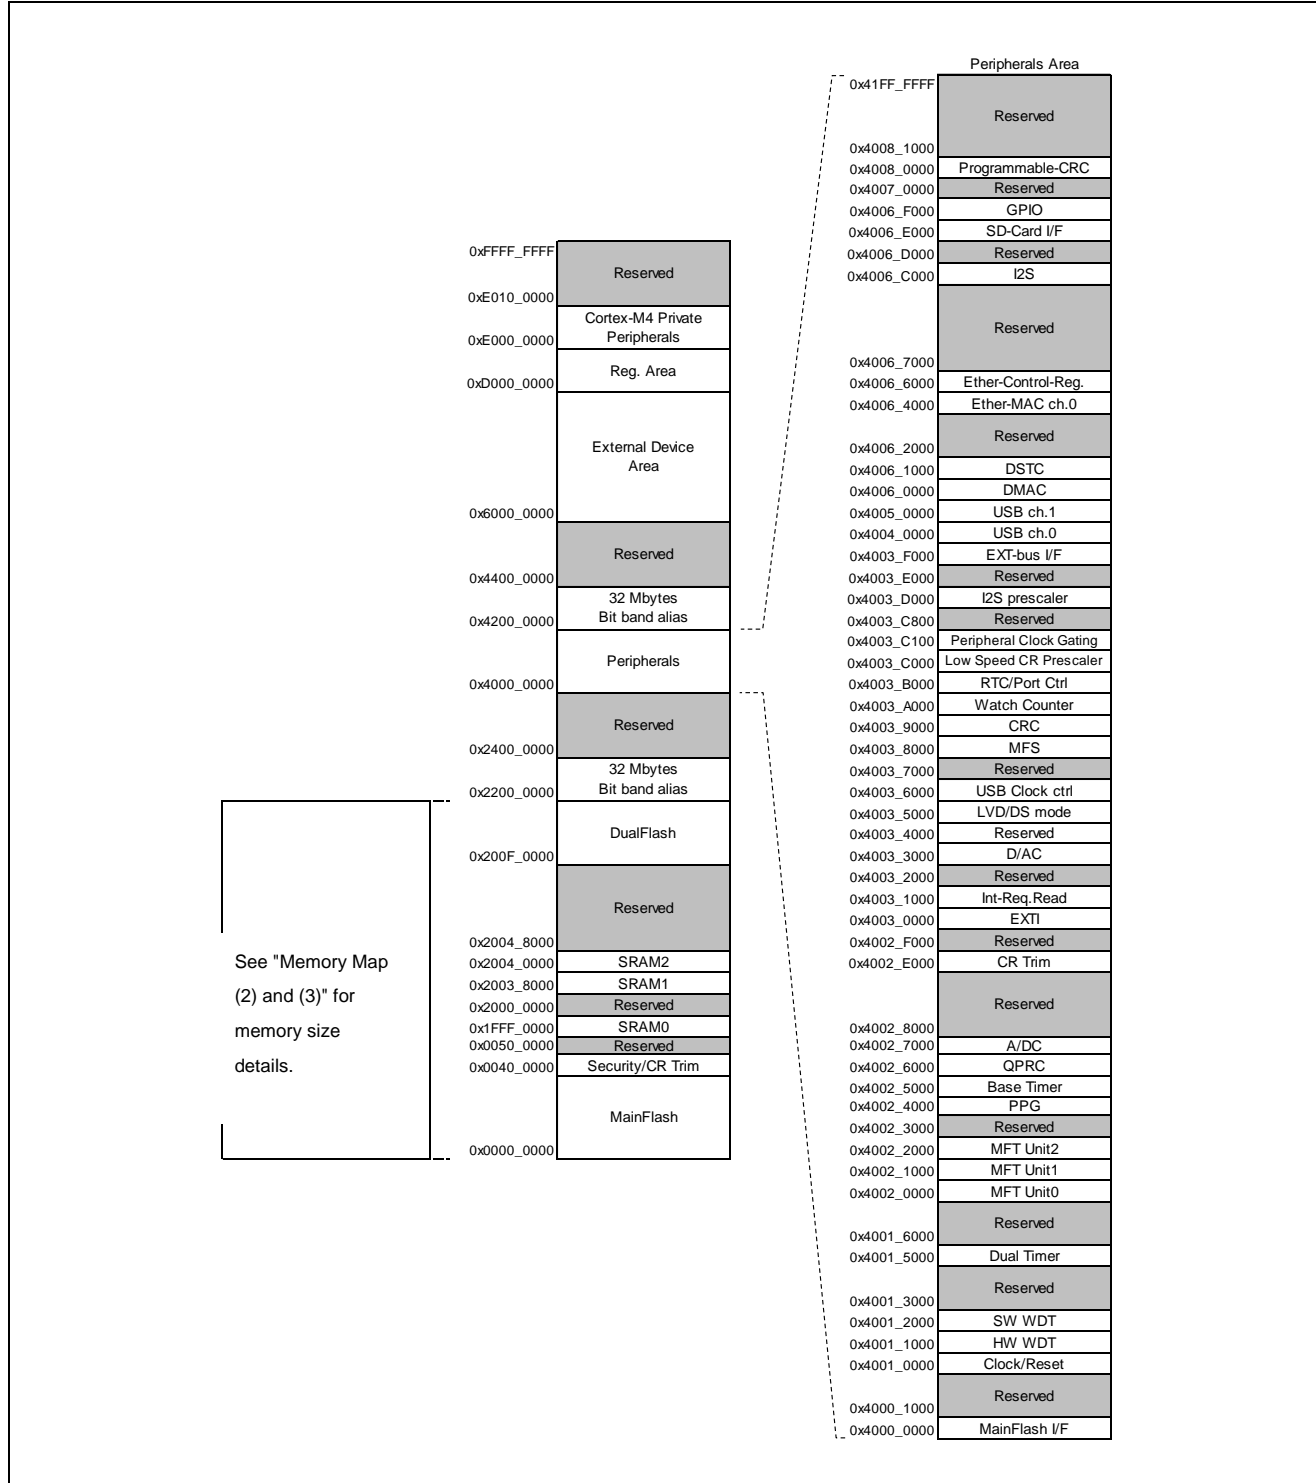 Peripherals Area
0x41FF_FFFF
Reserved
0x4008_1000
0x4008_0000 Programmable-CRC
0x4007_0000 Reserved
0x4006_F000 GPIO
0x4006_E000 SD-Card I/F
0x4006_D000 Reserved
0x4006_C000 I2S
Reserved
0x4006_7000
0x4006_6000 Ether-Control-Reg.
0x4006_4000 Ether-MAC ch.0
Reserved
0x4006_2000
0x4006_1000 DSTC
0x4006_0000 DMAC
0x4005_0000 USB ch.1
0x4004_0000 USB ch.0
0x4003_F000 EXT-bus I/F
0x4003_E000 Reserved
0x4003_D000 I2S prescaler
0x4003_C800 Reserved
0x4003_C100 Peripheral Clock Gating
0x4003_C000 Low Speed CR Prescaler
0x4003_B000 RTC/Port Ctrl
0x4003_A000 Watch Counter
0x4003_9000 CRC
0x4003_8000 MFS
0x4003_7000 Reserved
0x4003_6000 USB Clock ctrl
0x4003_5000 LVD/DS mode
0x4003_4000 Reserved
0x4003_3000 D/AC
0x4003_2000 Reserved
0x4003_1000 Int-Req.Read
0x4003_0000 EXTI
0x4002_F000 Reserved
0x4002_E000 CR Trim
Reserved
0x4002_8000
0x4002_7000 A/DC
0x4002_6000 QPRC
0x4002_5000 Base Timer
0x4002_4000 PPG
0x4002_3000 Reserved
0x4002_2000 MFT Unit2
0x4002_1000 MFT Unit1
0x4002_0000 MFT Unit0
Reserved
0x4001_6000
0x4001_5000 Dual Timer
Reserved
0x4001_3000
0x4001_2000 SW WDT
0x4001_1000 HW WDT
0x4001_0000 Clock/Reset
Reserved
0x4000_1000
0x4000_0000 MainFlash I/F
0xFFFF_FFFF
Reserved
0xE010_0000
Cortex-M4 Private
0xE000_0000 Peripherals
Reg. Area
0xD000_0000
External Device
Area
0x6000_0000
Reserved
0x4400_0000
32 Mbytes
0x4200_0000 Bit band alias
Peripherals
0x4000_0000
Reserved
0x2400_0000
32 Mbytes
0x2200_0000 Bit band alias
DualFlash
0x200F_0000
Reserved
0x2004_8000
0x2004_0000 SRAM2
0x2003_8000 SRAM1
0x2000_0000 Reserved
0x1FFF_0000 SRAM0
0x0050_0000 Reserved
0x0040_0000 Security/CR Trim
MainFlash
0x0000_0000
See "Memory Map
(2) and (3)" for
memory size
details.